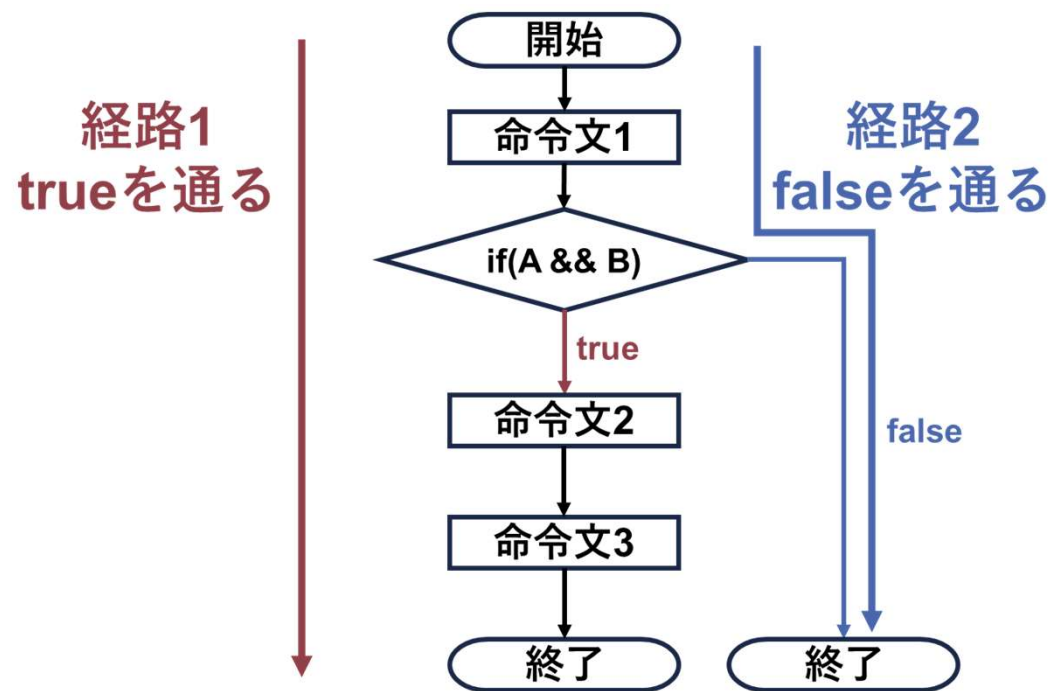 開始
経路1
trueを通る
命令文1
経路2
falseを通る
if(A && B)
true
命令文2
false
命令文3
終了
終了